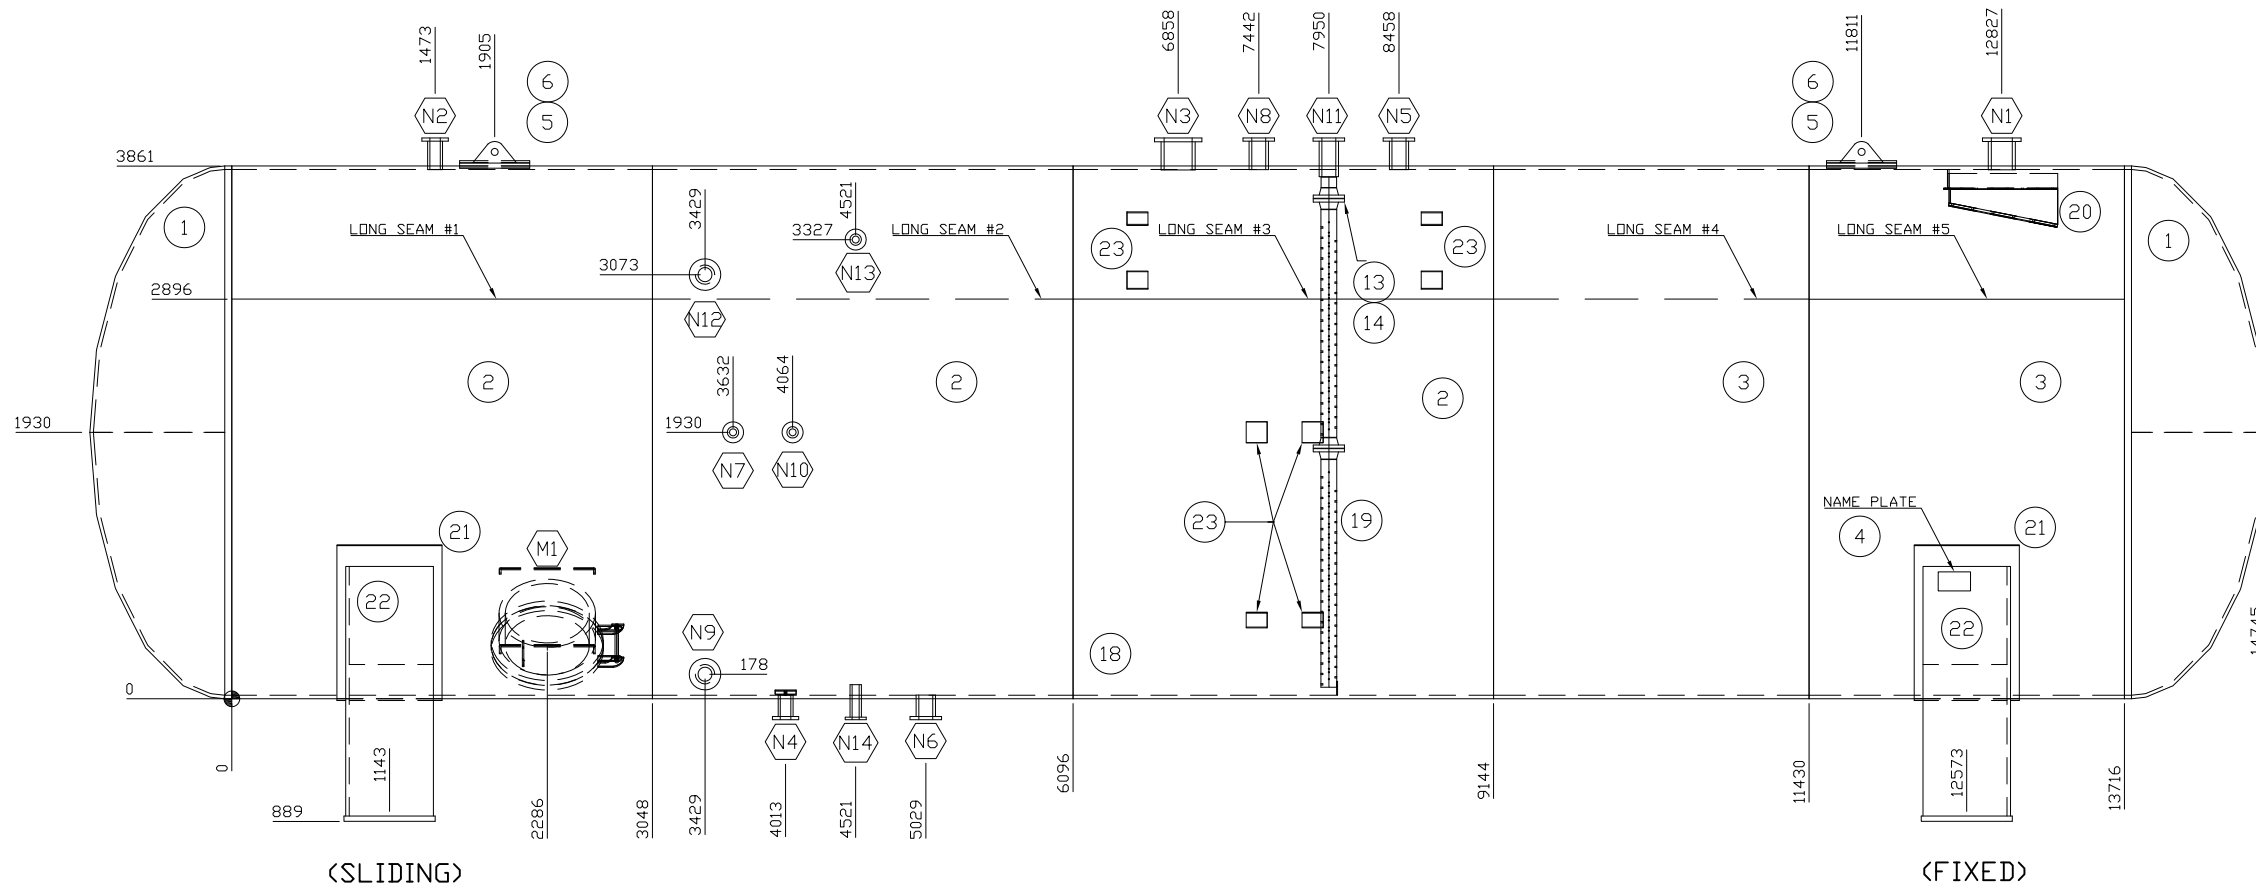 1473
1905
6858
7442
7950
8458
11811
12827
6
6
5
5
N2
N3
N8
N11
N5
N1
3861
1
3429
4521
3327
20
LONG SEAM #1
LONG SEAM #2
LONG SEAM #3
LONG SEAM #4
LONG SEAM #5
23
23
1
3073
N13
13
2896
N12
14
2
3632
4064
2
2
3
3
1930
1930
N7
N10
23
19
NAME PLATE
21
M1
4
21
22
N9
22
18
178
14745
0
N4
N14
N6
0
1143
12573
889
2286
3048
3429
4013
4521
5029
6096
9144
11430
13716
(SLIDING)
(FIXED)